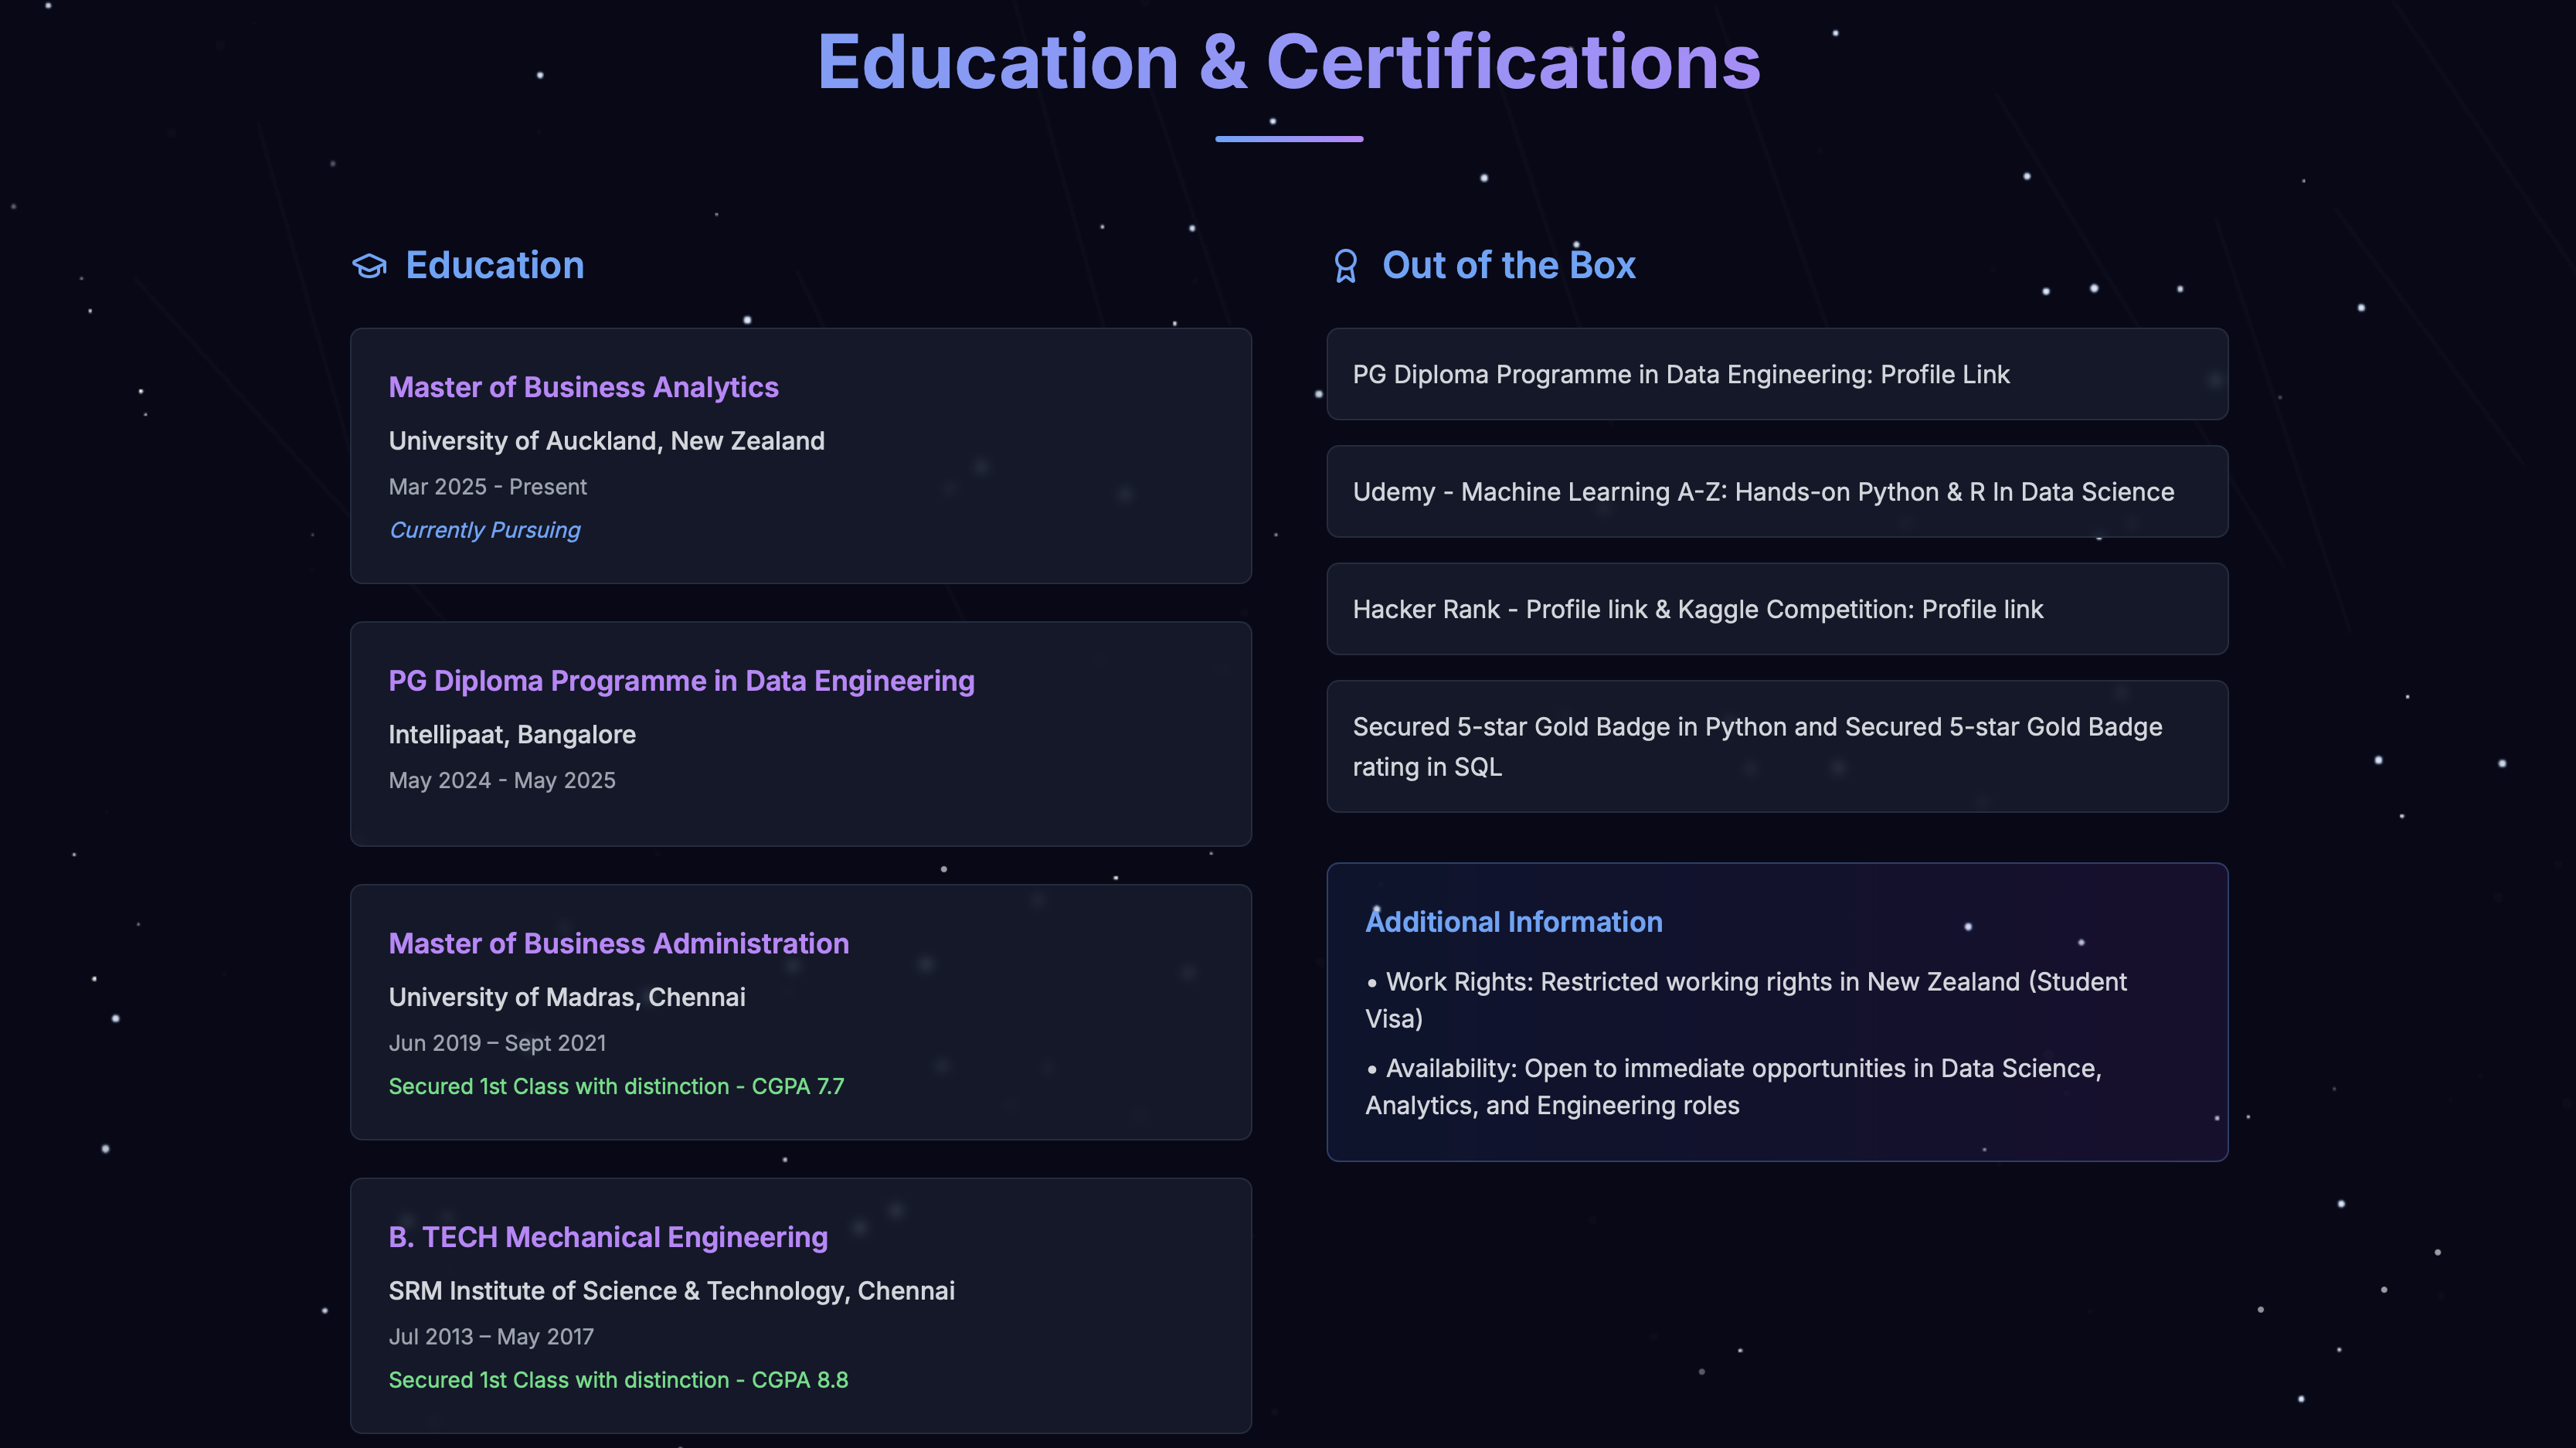 Education & Certifications
Education
Master of Business Analytics
University of Auckland, New Zealand
Mar 2025 - Present
Currently Pursuing
PG Diploma Programme in Data Engineering
Intellipaat, Bangalore
May 2024 - May 2025
Master of Business Administration
University of Madras, Chennai
Jun 2019 – Sept 2021
Secured 1st Class with distinction - CGPA 7.7
B. TECH Mechanical Engineering
SRM Institute of Science & Technology, Chennai
Jul 2013 – May 2017
Secured 1st Class with distinction - CGPA 8.8
Out of the Box
PG Diploma Programme in Data Engineering: Profile Link
Udemy - Machine Learning A-Z: Hands-on Python & R In Data Science
Hacker Rank - Profile link & Kaggle Competition: Profile link
Secured 5-star Gold Badge in Python and Secured 5-star Gold Badge
rating in SQL
Additional Information
• Work Rights: Restricted working rights in New Zealand (Student
Visa)
• Availability: Open to immediate opportunities in Data Science,
Analytics, and Engineering roles